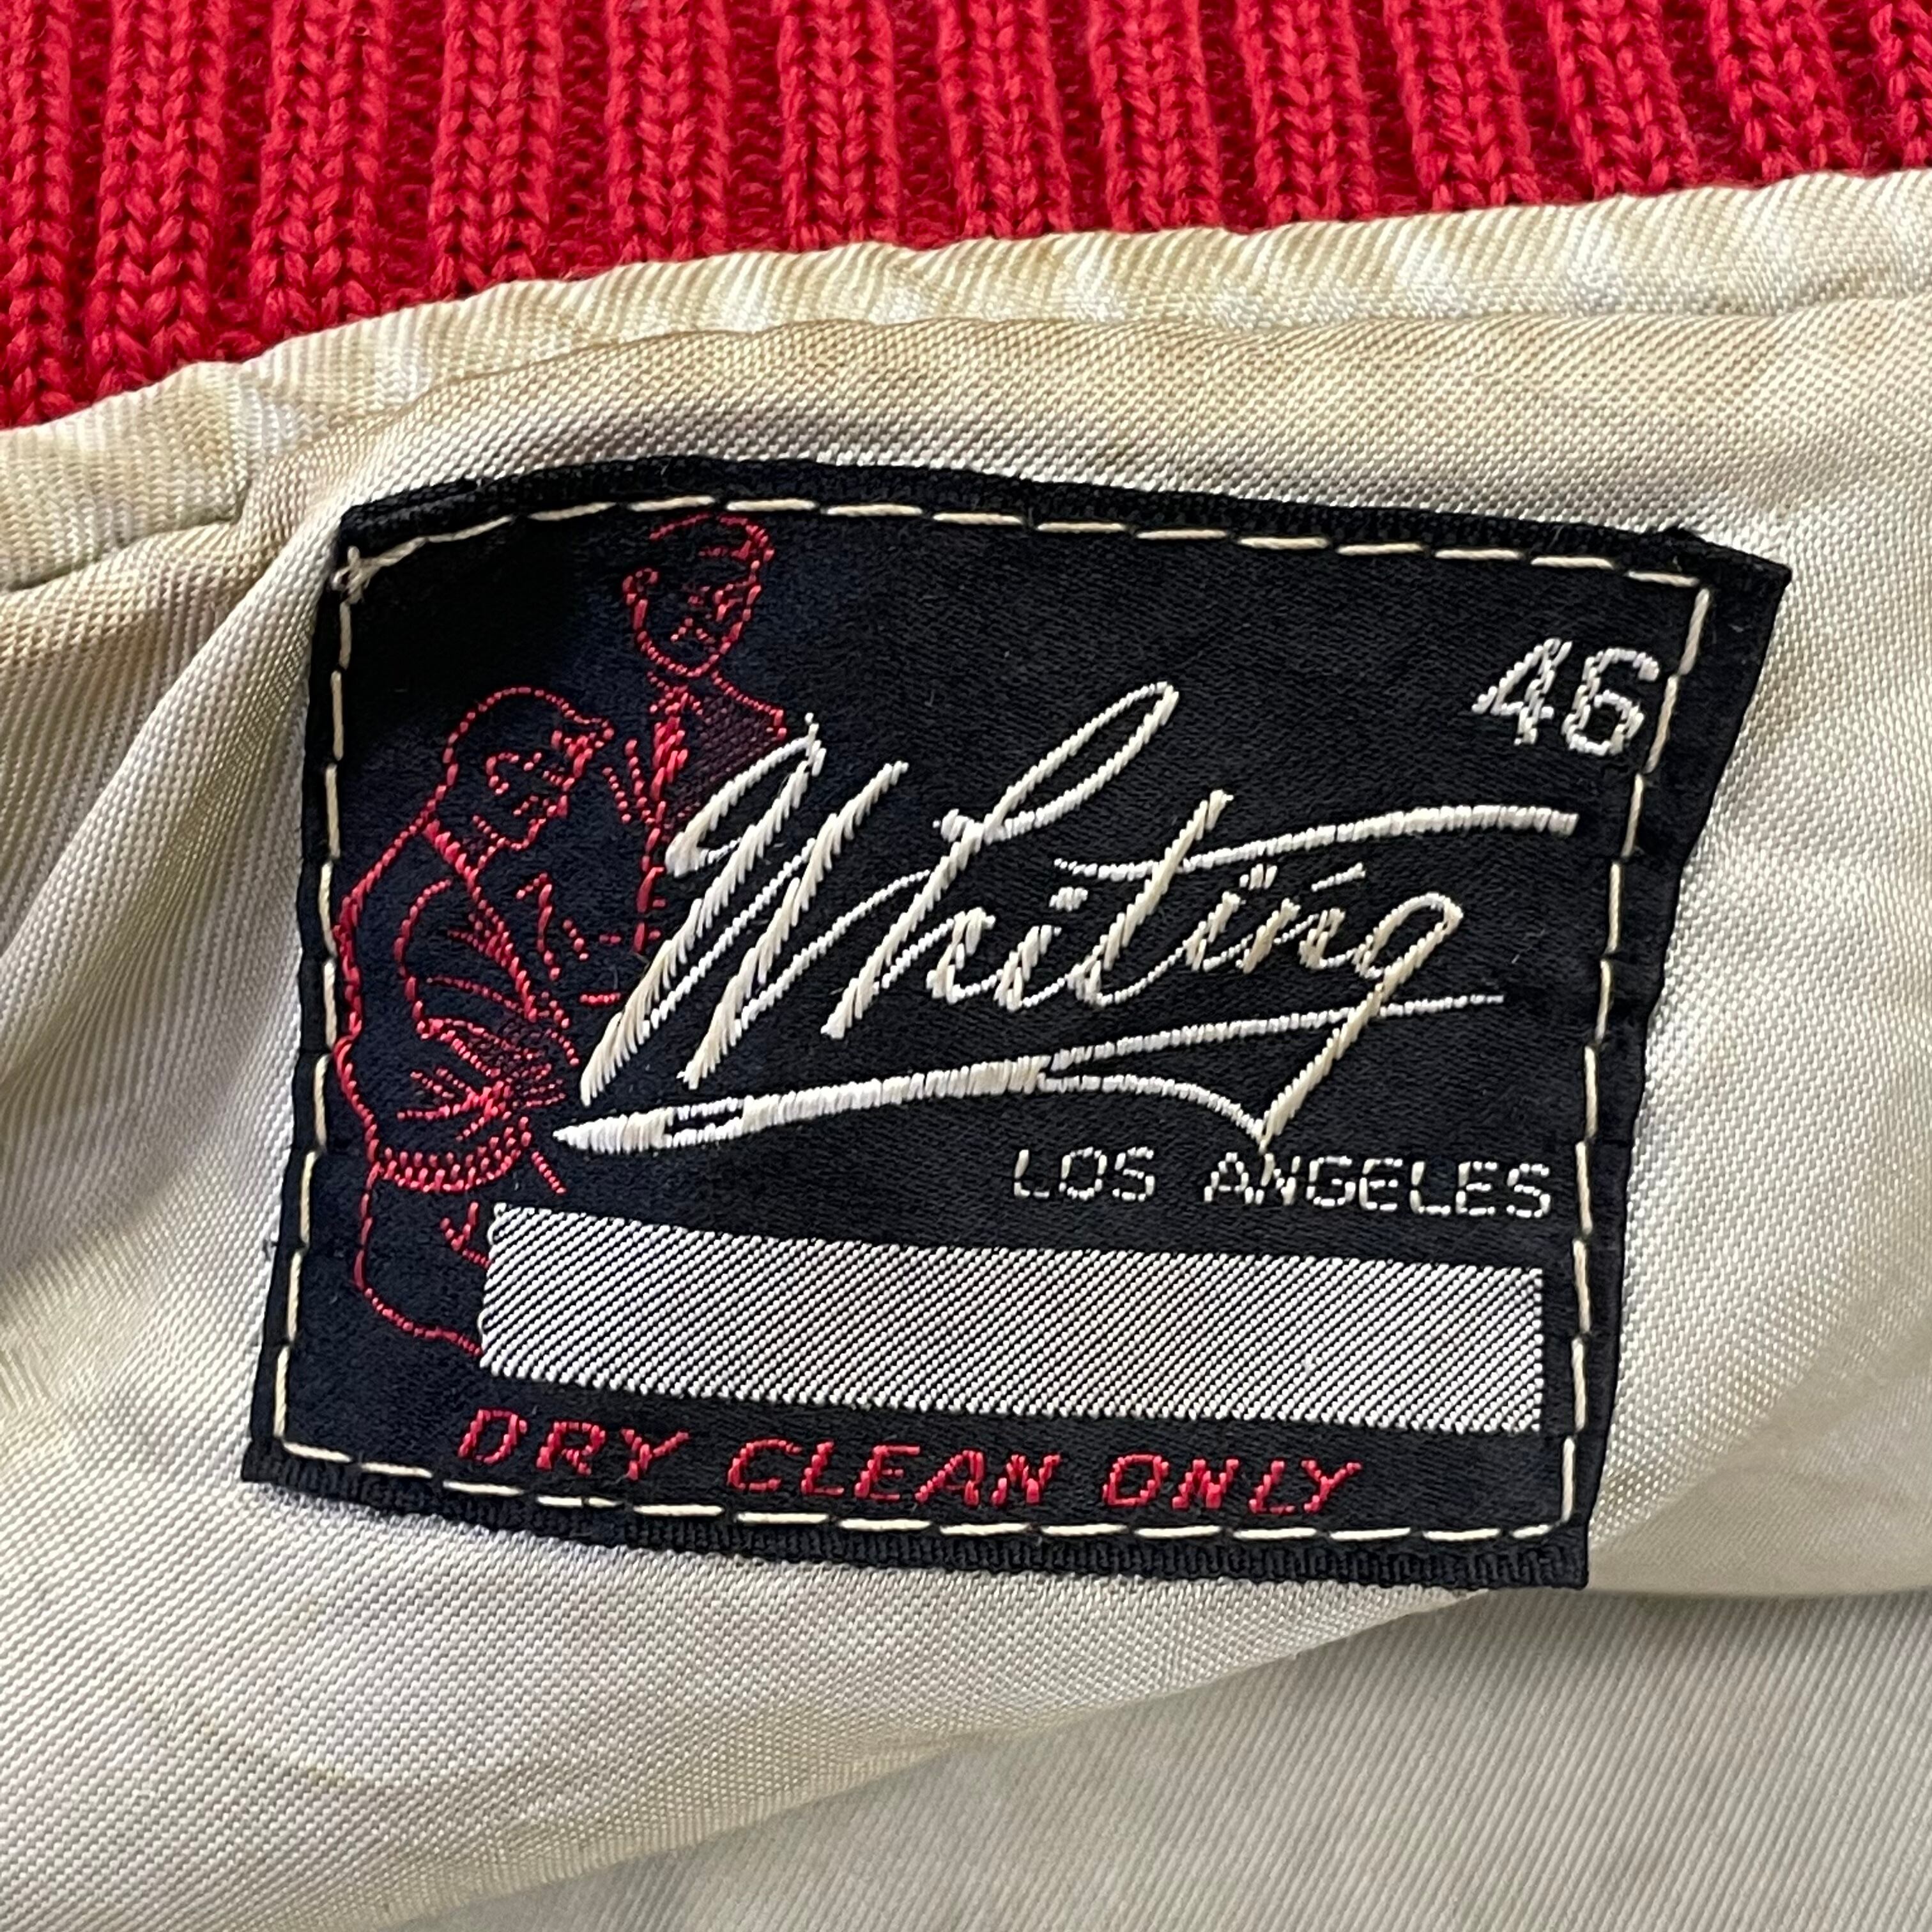 46
Whiting
LOS ANGELES
DRY CLEAN ONLY